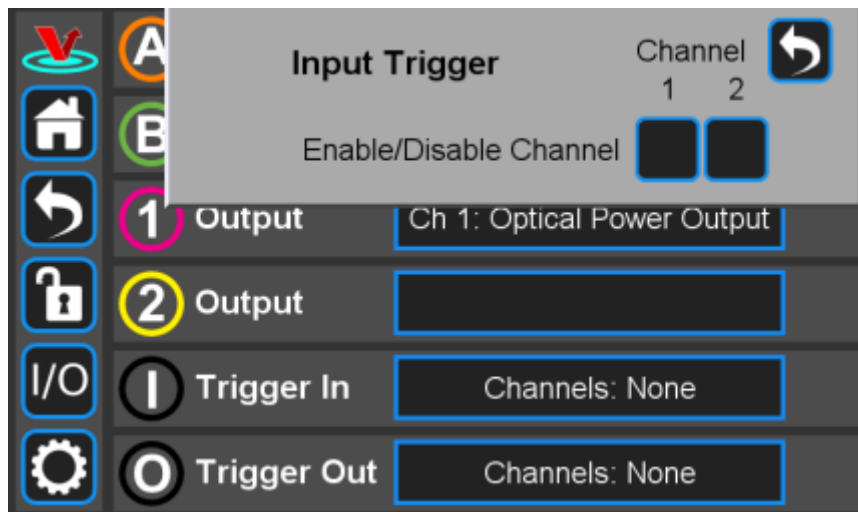 A
Input Trigger
Channel
1 2
B
Enable/Disable Channel
1 Output
Ch 1: Optical Power Output
2 Output
I/O
I Trigger In
Channels: None
O Trigger Out
Channels: None